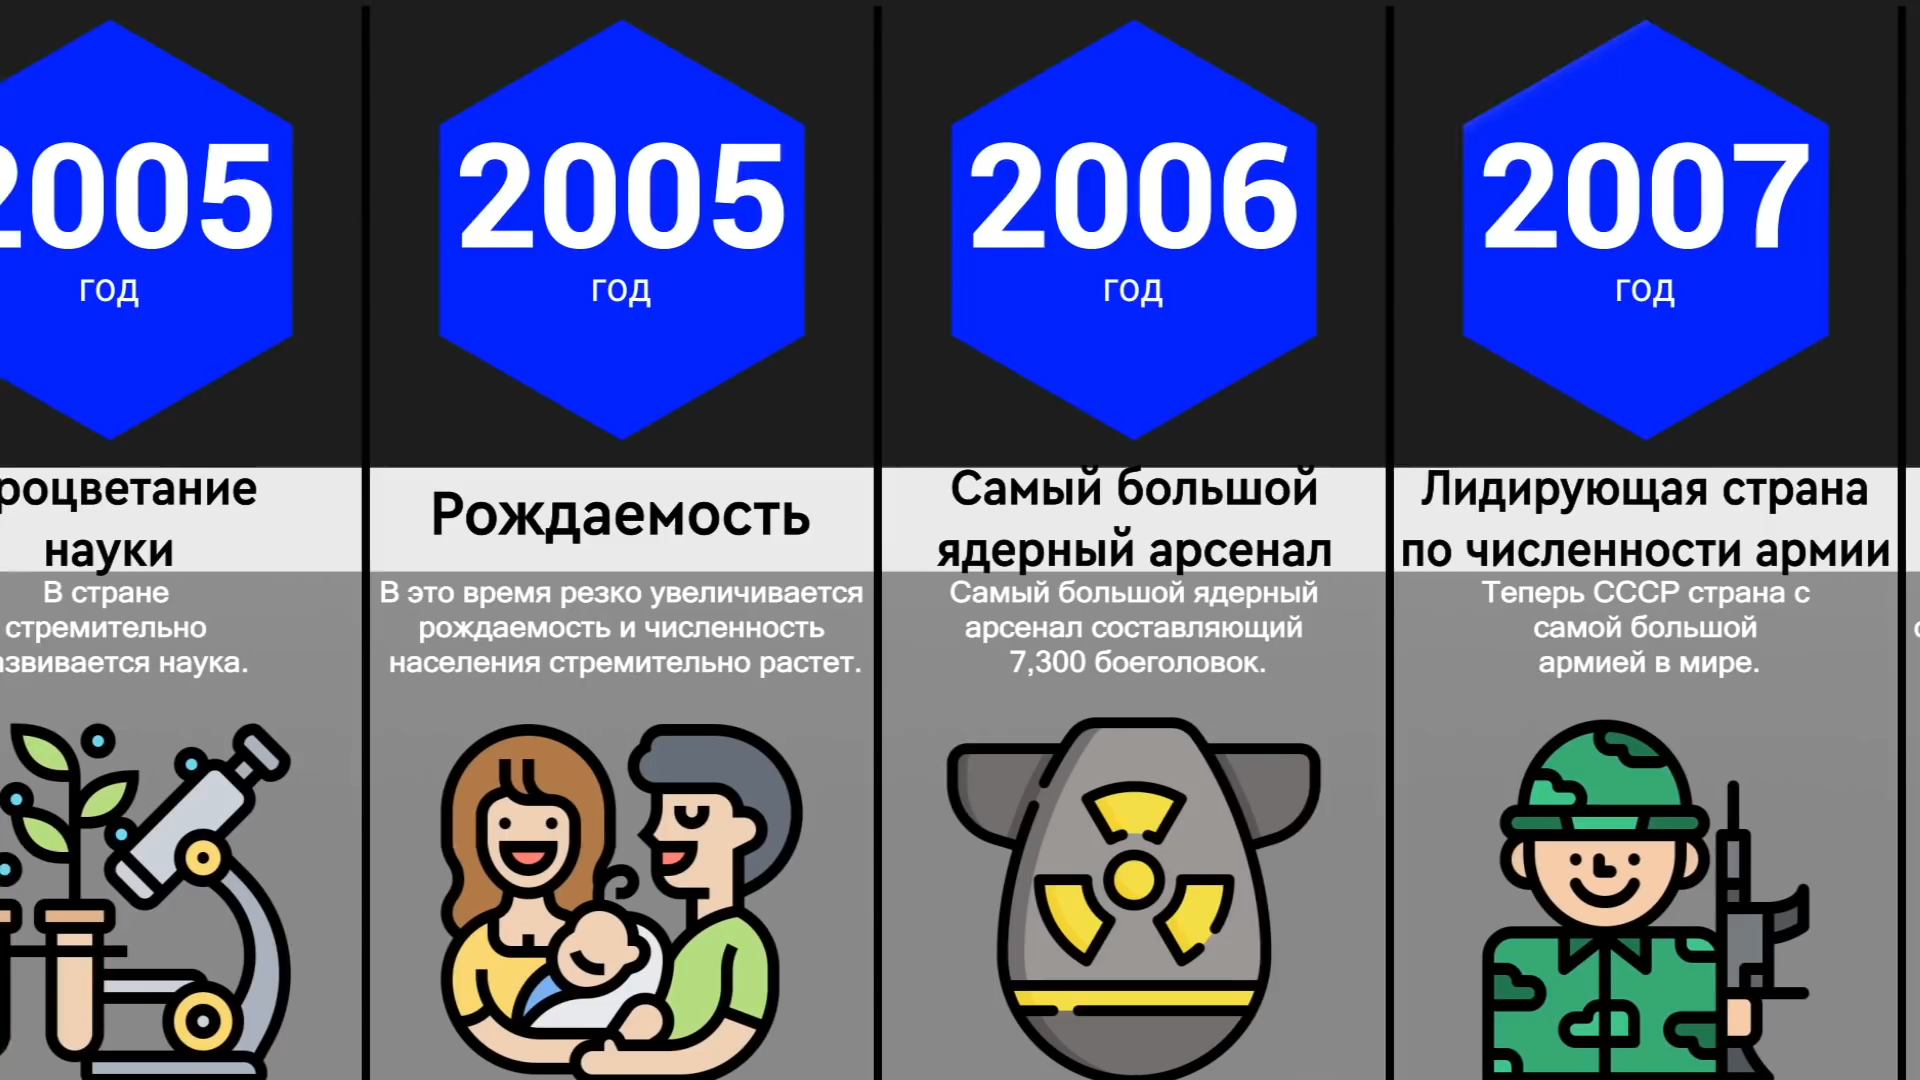 2005
год
роцветание
науки
В стране
стремительно
азвивается наука.
2005
год
Рождаемость
В это время резко увеличивается
рождаемость и численность
населения стремительно растет.
2006
год
Самый большой
ядерный арсенал
Самый большой ядерный
арсенал составляющий
7,300 боеголовок.
2007
год
Лидирующая страна
по численности армии
Теперь СССР страна с
самой большой
армией в мире.